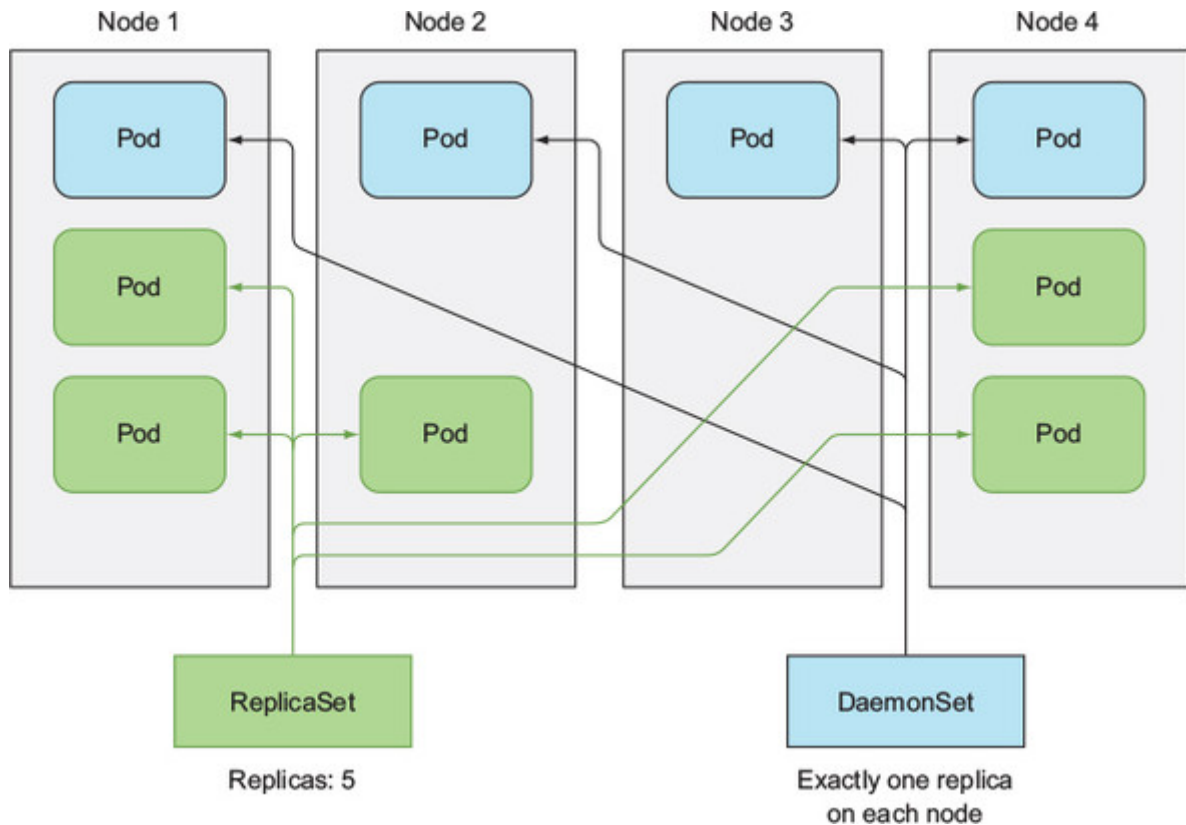 Node 1
Node 2
Node 3
Node 4
Pod
Pod
Pod
Pod
Pod
Pod
Pod
Pod
Pod
ReplicaSet
DaemonSet
Replicas: 5
Exactly one replica
on each node